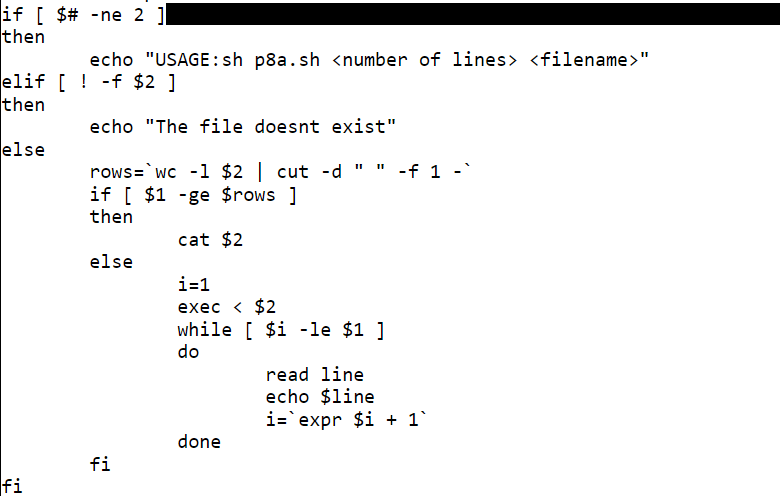 if [ $# -ne 2 ]
then
        echo "USAGE:sh p8a.sh <number of lines> <filename>"
elif [ ! -f $2 ]
then
        echo "The file doesnt exist"
else
        rows=`wc -l $2 | cut -d " " -f 1 -`
        if [ $1 -ge $rows ]
        then
                cat $2
        else
                i=1
                exec < $2
                while [ $i -le $1 ]
                do
                        read line
                        echo $line
                        i=`expr $i + 1`
                done
        fi
fi